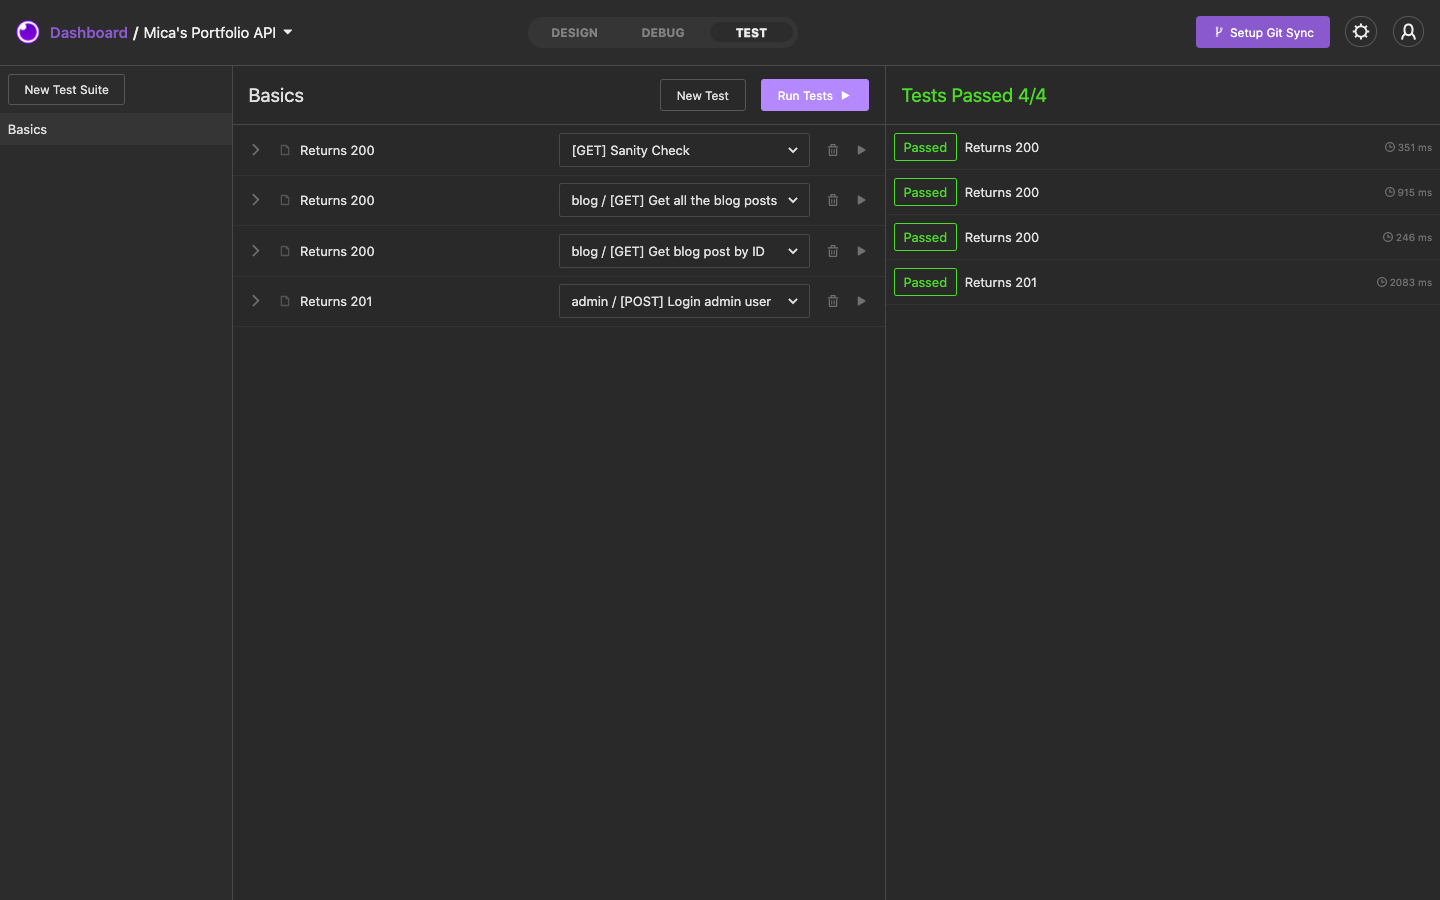 Dashboard / Mica's Portfolio API
DESIGN DEBUG TEST
Setup Git Sync
New Test Suite
Basics
Basics
New Test
Run Tests
Returns 200 [GET] Sanity Check
Returns 200 blog / [GET] Get all the blog posts
Returns 200 blog / [GET] Get blog post by ID
Returns 201 admin / [POST] Login admin user
Tests Passed 4/4
Passed Returns 200 351 ms
Passed Returns 200 915 ms
Passed Returns 200 246 ms
Passed Returns 201 2083 ms